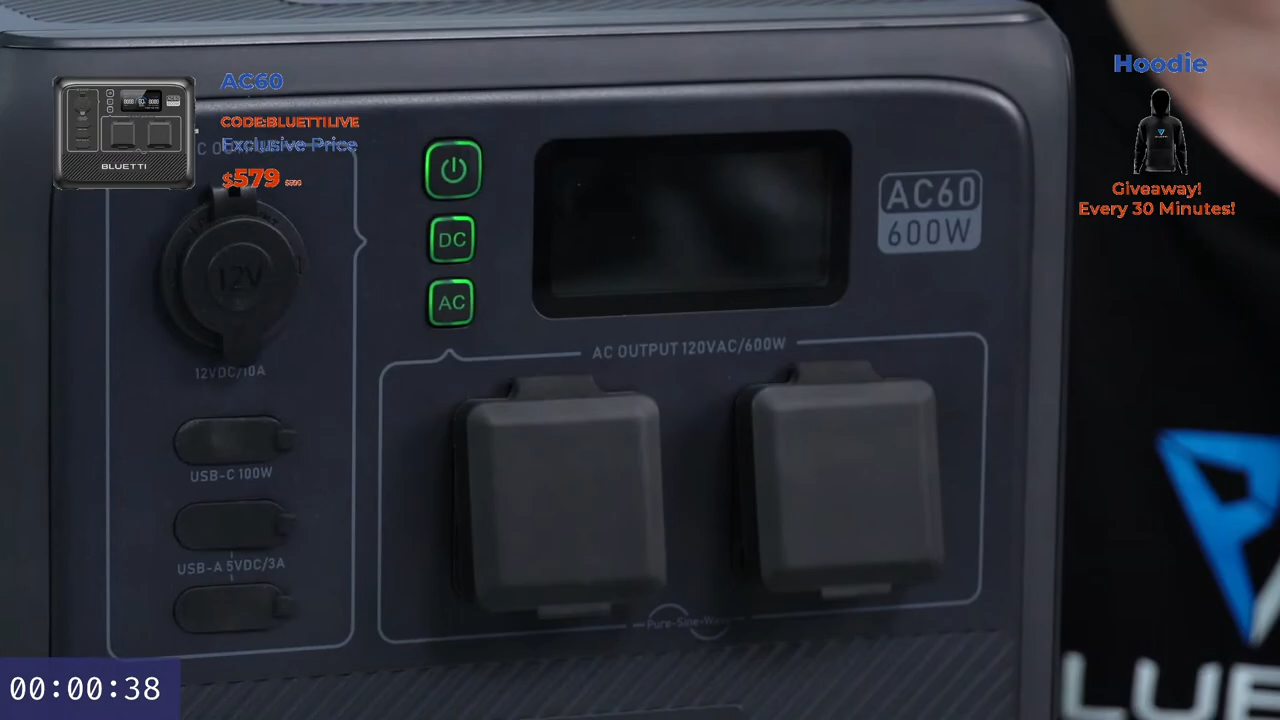 AC60
CODE:BLUETTILIVE
Exclusive Price
$579
BLUETTI
Hoodie
Giveaway!
Every 30 Minutes!
DC
AC
AC60
600W
12V
12VDC/10A
AC OUTPUT 120VAC/600W
USB-C 100W
USB-A 5VDC/3A
Pure-Sine-Wave
LUE
00:00:38